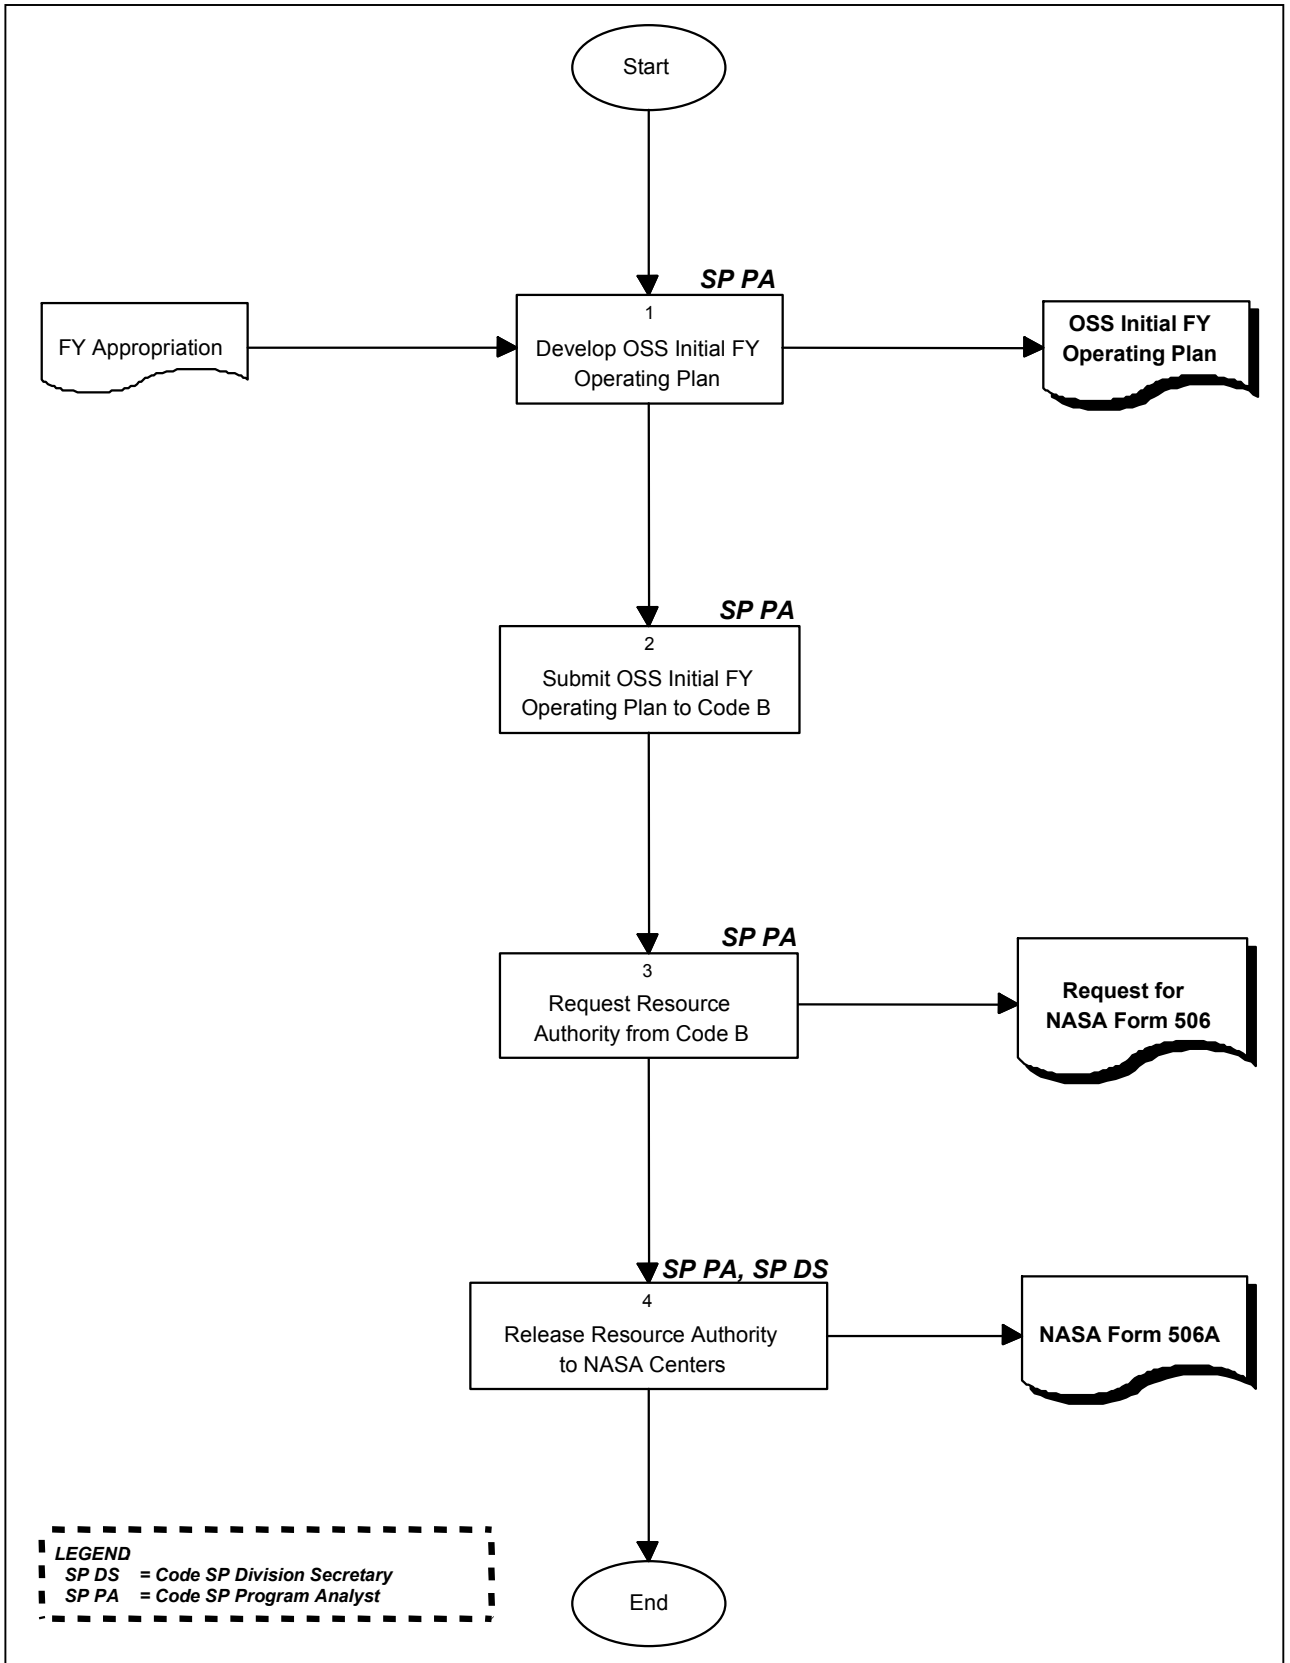 Start
SP PA
FY Appropriation
1
Develop OSS Initial FY
Operating Plan
OSS Initial FY
Operating Plan
SP PA
2
Submit OSS Initial FY
Operating Plan to Code B
SP PA
3
Request Resource
Authority from Code B
Request for
NASA Form 506
SP PA, SP DS
4
Release Resource Authority
to NASA Centers
NASA Form 506A
LEGEND
SP DS = Code SP Division Secretary
SP PA = Code SP Program Analyst
End